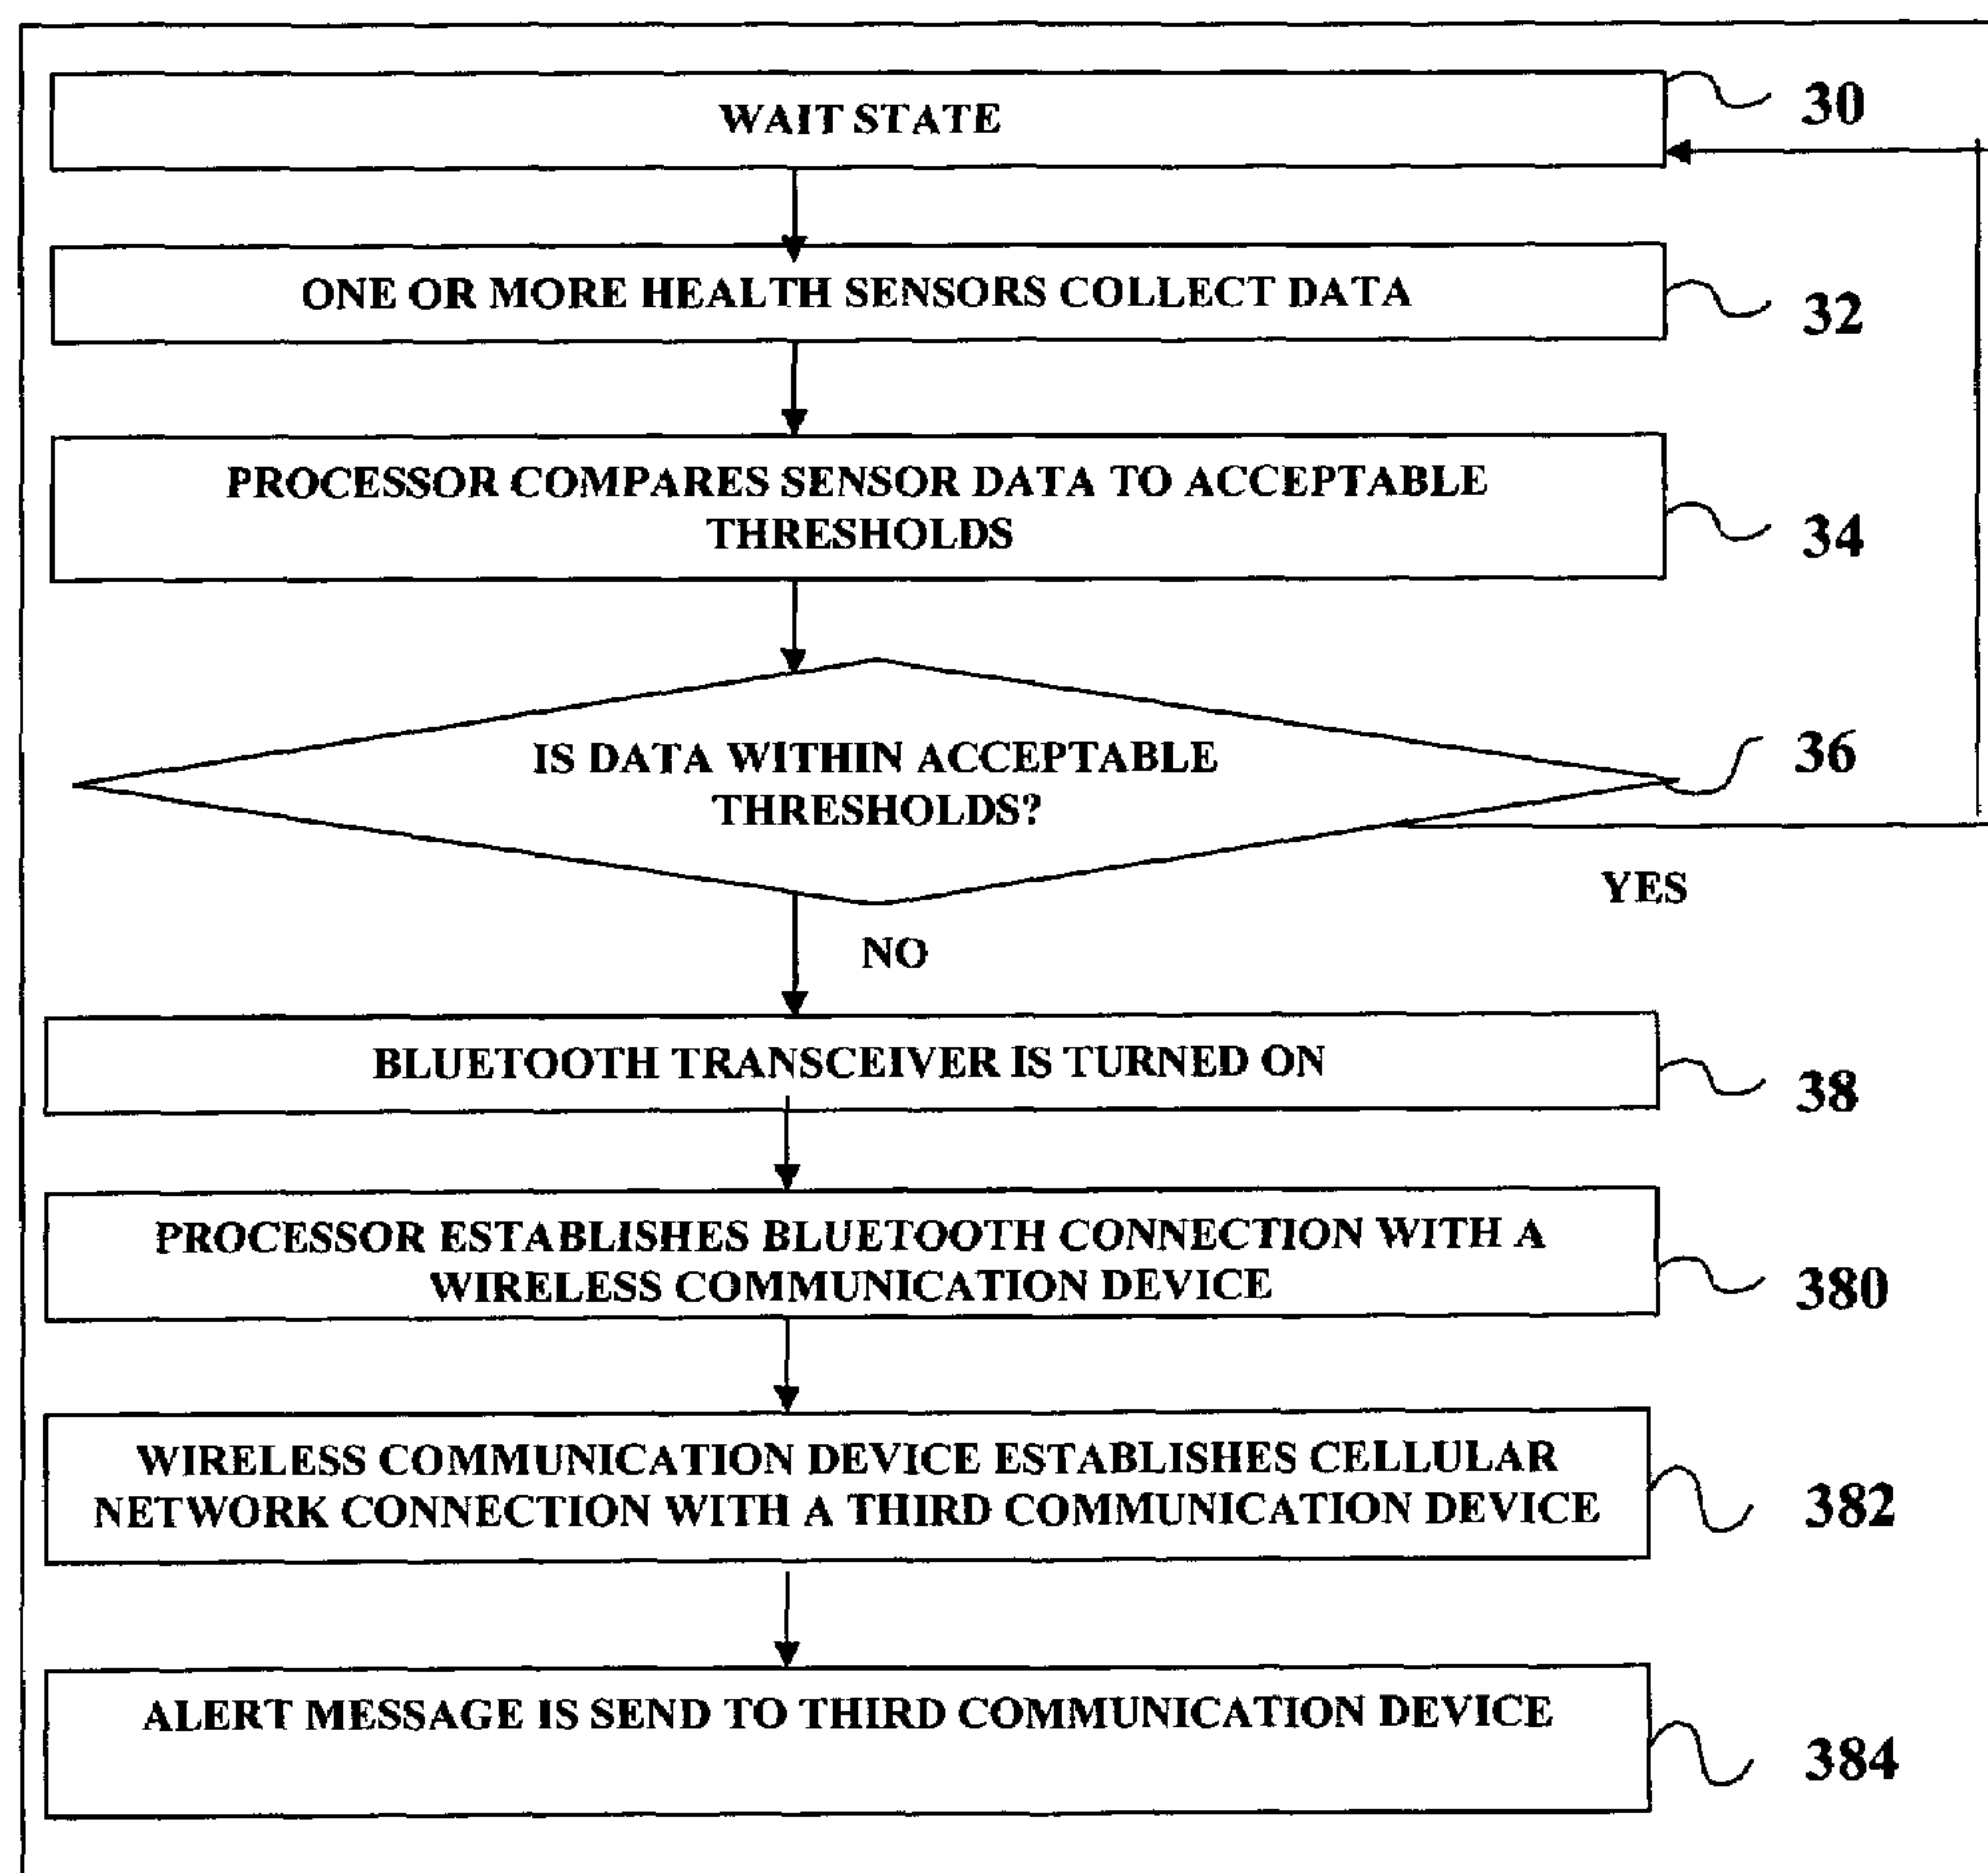 WAIT STATE
30
ONE OR MORE HEALTH SENSORS COLLECT DATA
32
PROCESSOR COMPARES SENSOR DATA TO ACCEPTABLE
THRESHOLDS
34
IS DATA WITHIN ACCEPTABLE
THRESHOLDS?
36
YES
NO
BLUETOOTH TRANSCEIVER IS TURNED ON
38
PROCESSOR ESTABLISHES BLUETOOTH CONNECTION WITH A
WIRELESS COMMUNICATION DEVICE
380
WIRELESS COMMUNICATION DEVICE ESTABLISHES CELLULAR
NETWORK CONNECTION WITH A THIRD COMMUNICATION DEVICE
382
ALERT MESSAGE IS SEND TO THIRD COMMUNICATION DEVICE
384